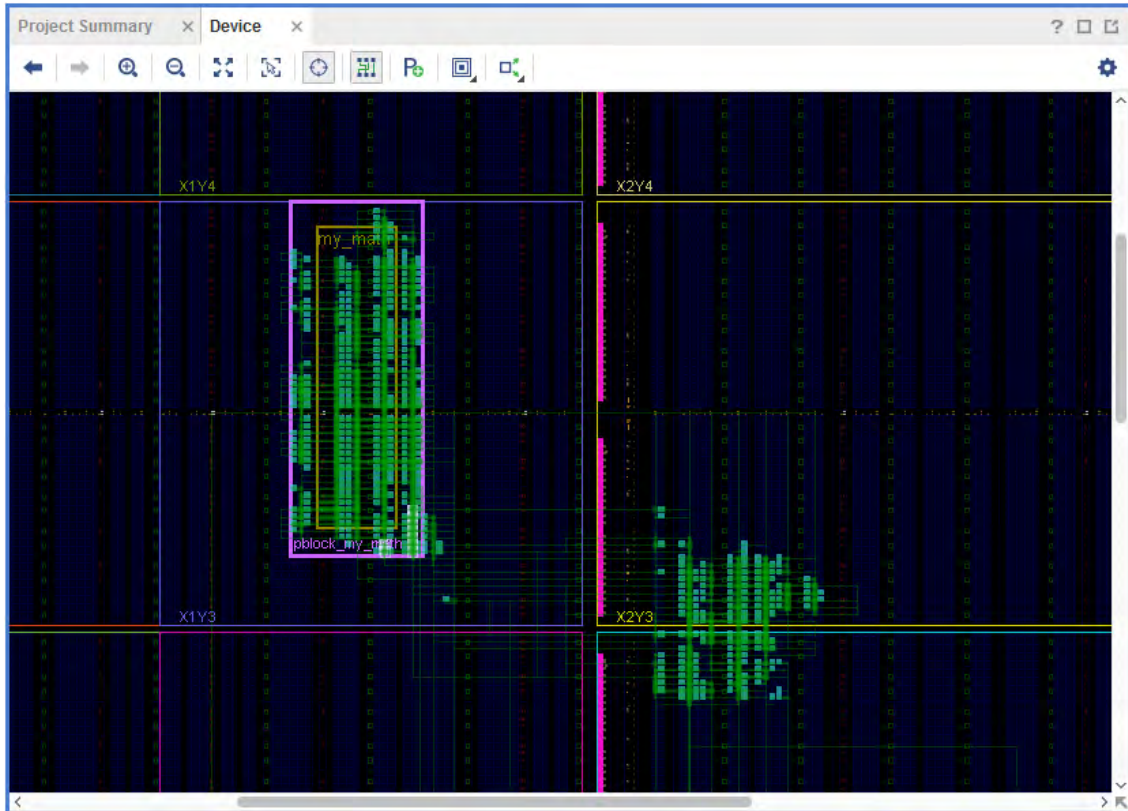 Project Summary × Device × ?
X1Y4 X2Y4
my_math
pblock_my_math
X1Y3 X2Y3